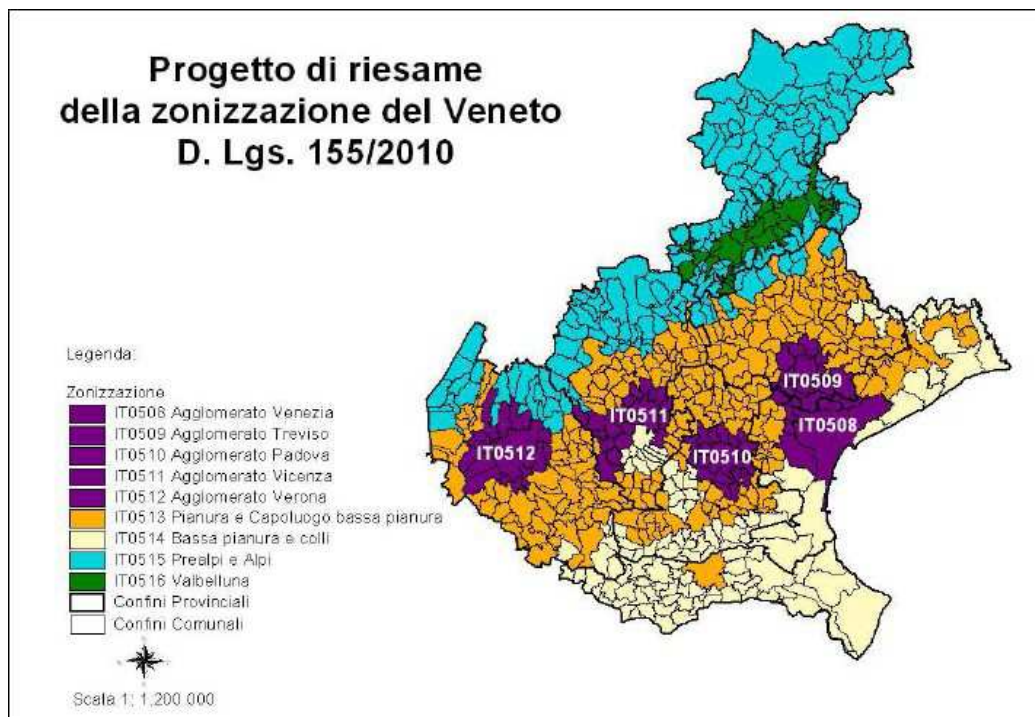 Progetto di riesame
della zonizzazione del Veneto
D. Lgs. 155/2010
Legenda:
Zonizzazione
IT0508 Agglomerato Venezia
IT0509 Agglomerato Treviso
IT0510 Agglomerato Padova
IT0511 Agglomerato Vicenza
IT0512 Agglomerato Verona
IT0513 Pianura e Capoluogo bassa pianura
IT0514 Bassa pianura e colli
IT0515 Prealpi e Alpi
IT0516 Valbelluna
Confini Provinciali
Confini Comunali
Scala 1: 1.200.000
IT0509
IT0511
IT0508
IT0512
IT0510